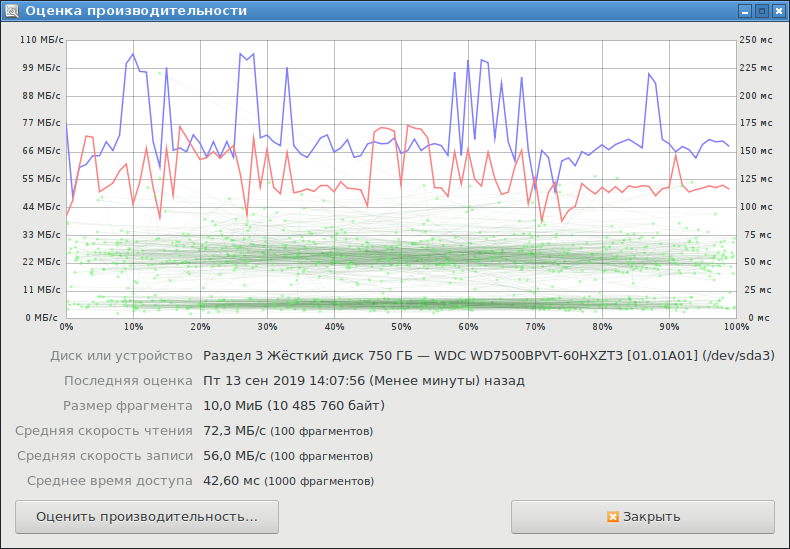 Оценка производительности
110 МБ/с
250 мс
99 МБ/с
225 мс
88 МБ/с
200 мс
77 МБ/с
175 мс
66 МБ/с
150 мс
55 МБ/с
125 мс
44 МБ/с
100 мс
33 МБ/с
75 мс
22 МБ/с
50 мс
11 МБ/с
25 мс
0 МБ/с
0 мс
0% 10% 20% 30% 40% 50% 60% 70% 80% 90% 100%
Диск или устройство Раздел 3 Жёсткий диск 750 ГБ — WDC WD7500BPVT-60HXZT3 [01.01A01] (/dev/sda3)
Последняя оценка Пт 13 сен 2019 14:07:56 (Менее минуты) назад
Размер фрагмента 10,0 МиБ (10 485 760 байт)
Средняя скорость чтения 72,3 МБ/с (100 фрагментов)
Средняя скорость записи 56,0 МБ/с (100 фрагментов)
Среднее время доступа 42,60 мс (1000 фрагментов)
Оценить производительность... Закрыть